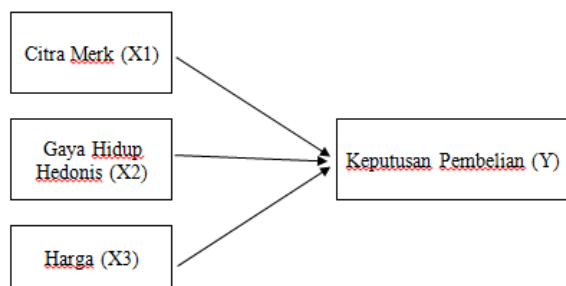 Citra Merk (X1)
Gaya Hidup
Hedonis (X2)
Keputusan Pembelian (Y)
Harga (X3)